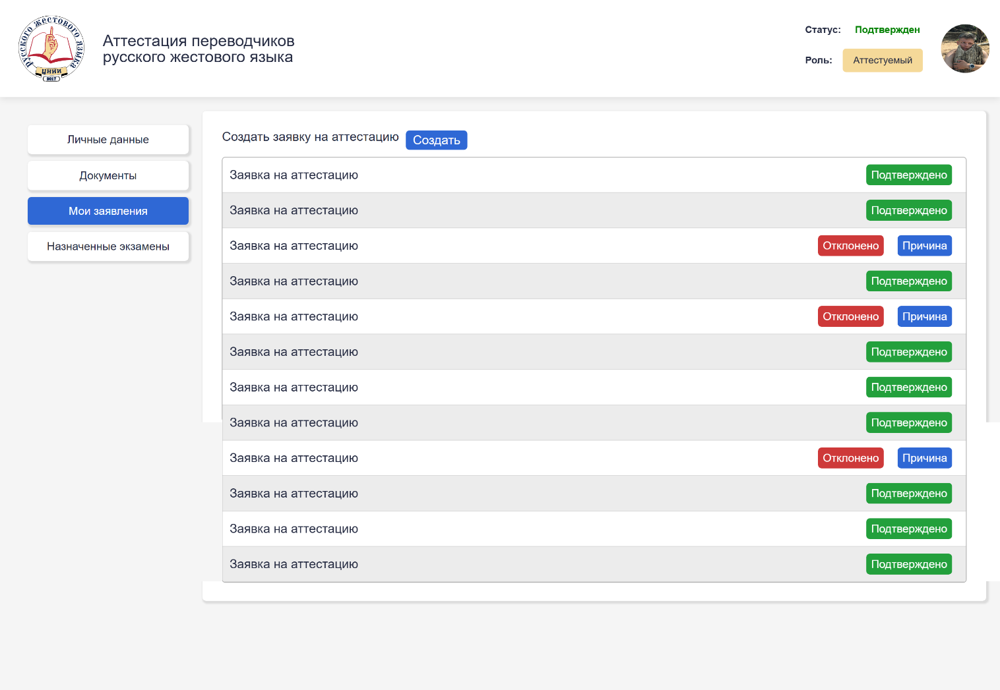 русского жестового языка
ЦНИИ
2017
Аттестация переводчиков
русского жестового языка
Статус: Подтвержден
Роль: Аттестуемый
Личные данные
Документы
Мои заявления
Назначенные экзамены
Создать заявку на аттестацию Создать
Заявка на аттестацию Подтверждено
Заявка на аттестацию Подтверждено
Заявка на аттестацию Отклонено Причина
Заявка на аттестацию Подтверждено
Заявка на аттестацию Отклонено Причина
Заявка на аттестацию Подтверждено
Заявка на аттестацию Подтверждено
Заявка на аттестацию Подтверждено
Заявка на аттестацию Отклонено Причина
Заявка на аттестацию Подтверждено
Заявка на аттестацию Подтверждено
Заявка на аттестацию Подтверждено